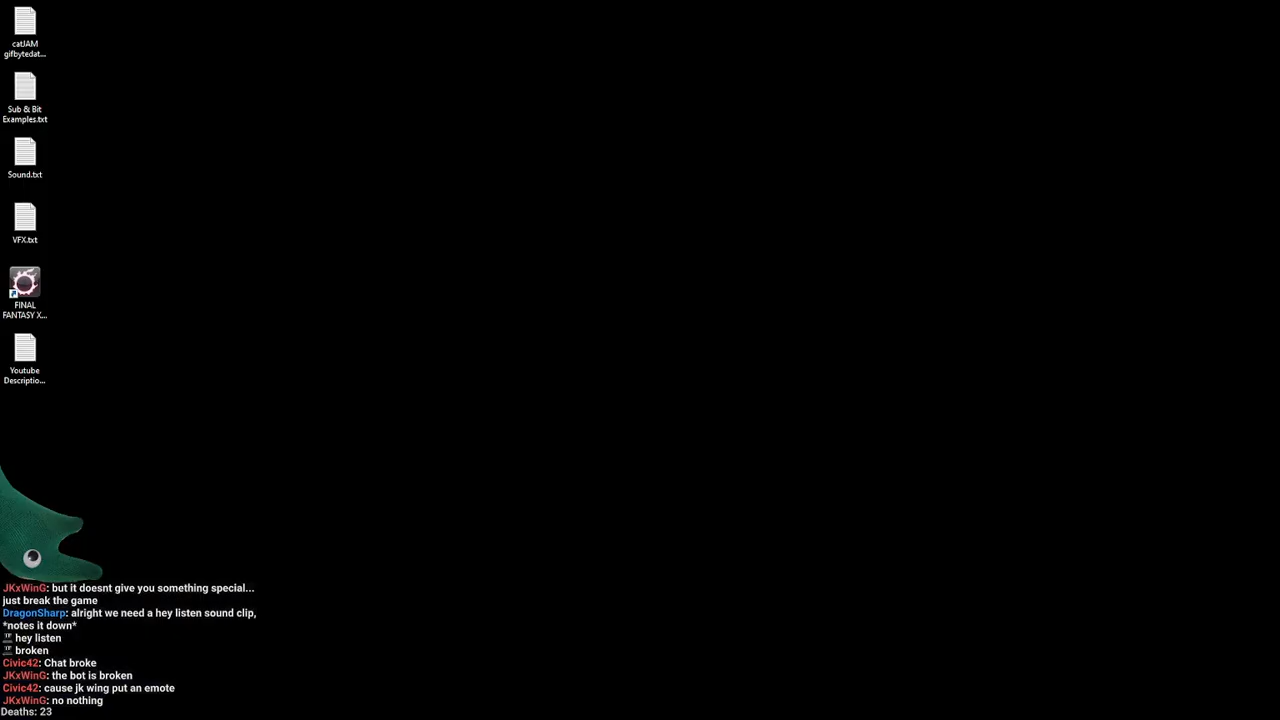 catJAM
gifbytedat...
Sub & Bit
Examples.txt
Sound.txt
VFX.txt
FINAL
FANTASY X...
Youtube
Descriptio...
JKxWinG: but it doesnt give you something special...
just break the game
DragonSharp: alright we need a hey listen sound clip,
*notes it down*
hey listen
broken
Civic42: Chat broke
JKxWinG: the bot is broken
Civic42: cause jk wing put an emote
JKxWinG: no nothing
Deaths: 23